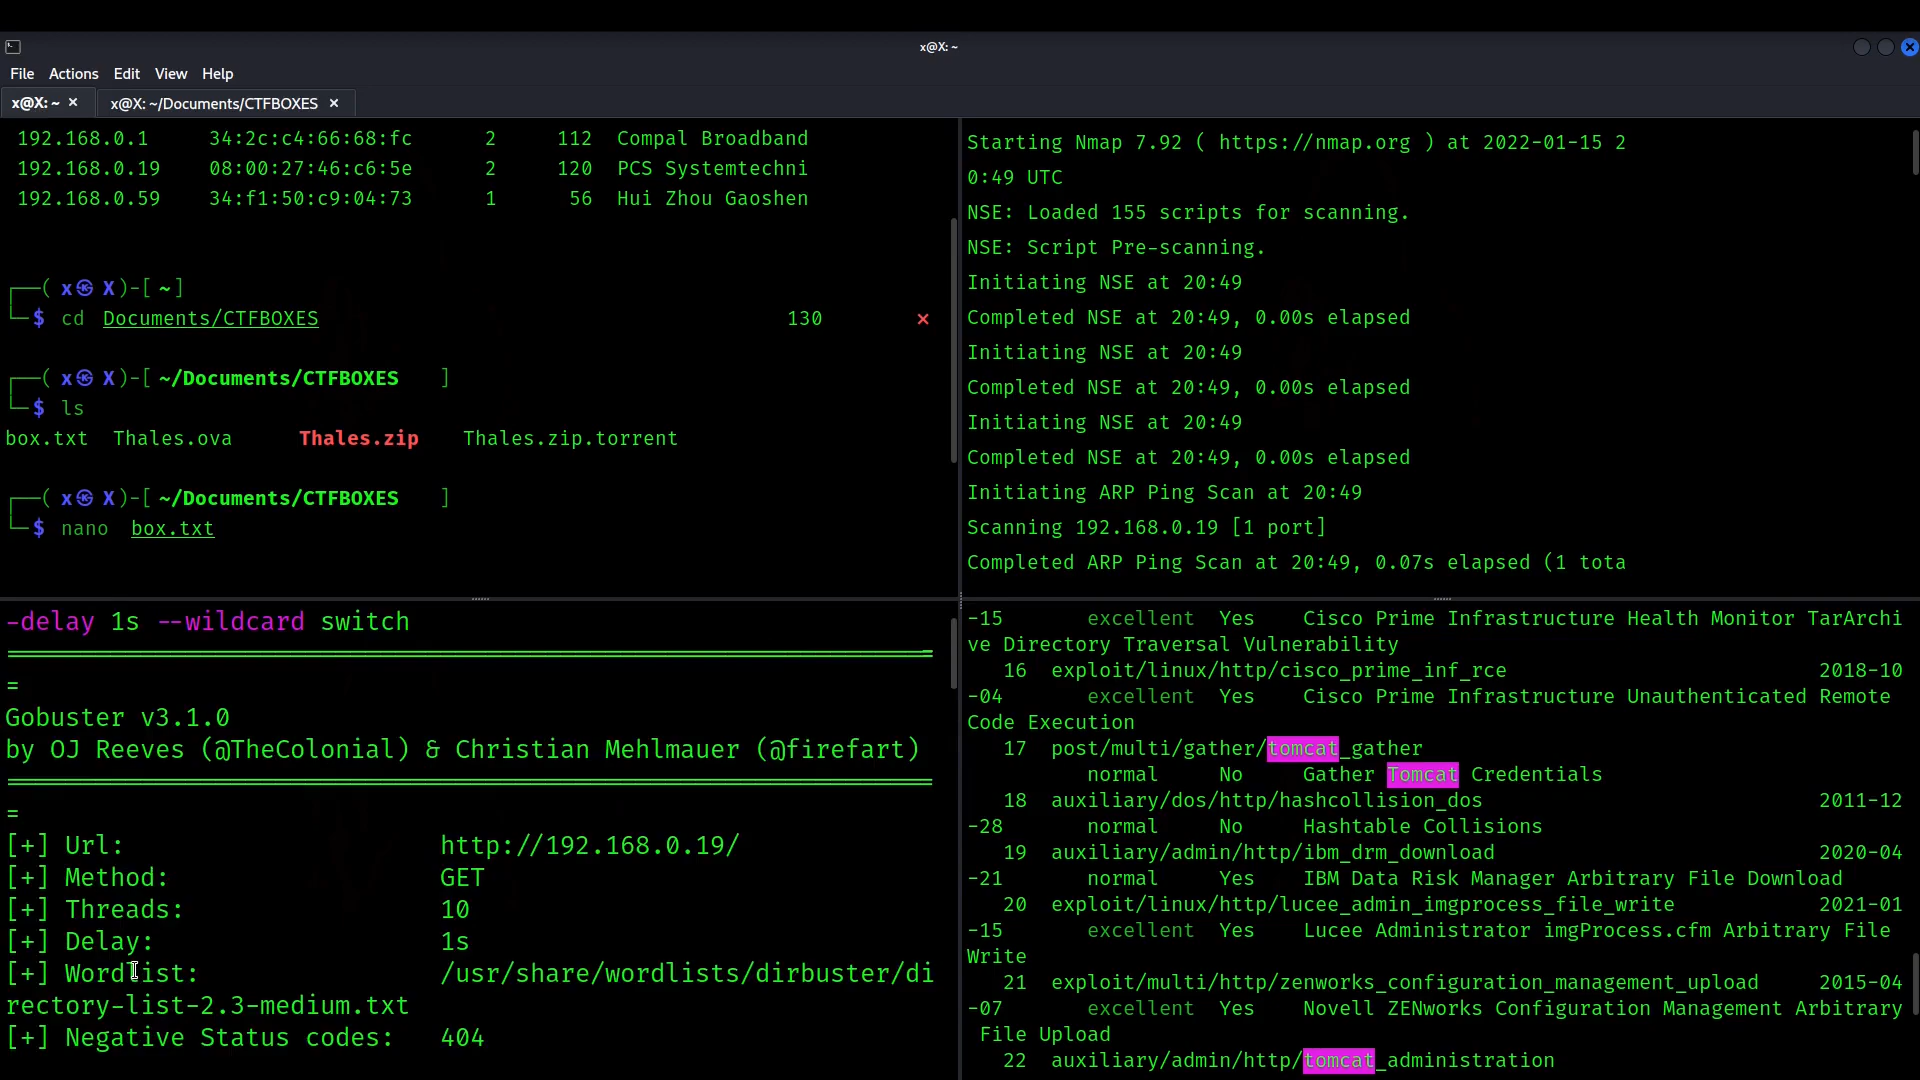 x@X: ~
File Actions Edit View Help
x@X: ~ ✕ x@X: ~/Documents/CTFBOXES ✕
192.168.0.1 34:2c:c4:66:68:fc 2 112 Compal Broadband
192.168.0.19 08:00:27:46:c6:5e 2 120 PCS Systemtechni
192.168.0.59 34:f1:50:c9:04:73 1 56 Hui Zhou Gaoshen
┌──( x㉿ X )-[ ~ ]
└─$ cd Documents/CTFBOXES 130 ⨯
┌──( x㉿ X )-[ ~/Documents/CTFBOXES ]
└─$ ls
box.txt Thales.ova Thales.zip Thales.zip.torrent
┌──( x㉿ X )-[ ~/Documents/CTFBOXES ]
└─$ nano box.txt
Starting Nmap 7.92 ( https://nmap.org ) at 2022-01-15 2
0:49 UTC
NSE: Loaded 155 scripts for scanning.
NSE: Script Pre-scanning.
Initiating NSE at 20:49
Completed NSE at 20:49, 0.00s elapsed
Initiating NSE at 20:49
Completed NSE at 20:49, 0.00s elapsed
Initiating NSE at 20:49
Completed NSE at 20:49, 0.00s elapsed
Initiating ARP Ping Scan at 20:49
Scanning 192.168.0.19 [1 port]
Completed ARP Ping Scan at 20:49, 0.07s elapsed (1 tota
-delay 1s --wildcard switch
===============================================================
=
Gobuster v3.1.0
by OJ Reeves (@TheColonial) & Christian Mehlmauer (@firefart)
===============================================================
=
[+] Url: http://192.168.0.19/
[+] Method: GET
[+] Threads: 10
[+] Delay: 1s
[+] Wordlist: /usr/share/wordlists/dirbuster/di
rectory-list-2.3-medium.txt
[+] Negative Status codes: 404
-15 excellent Yes Cisco Prime Infrastructure Health Monitor TarArchi
ve Directory Traversal Vulnerability
16 exploit/linux/http/cisco_prime_inf_rce 2018-10
-04 excellent Yes Cisco Prime Infrastructure Unauthenticated Remote
Code Execution
17 post/multi/gather/tomcat_gather
normal No Gather Tomcat Credentials
18 auxiliary/dos/http/hashcollision_dos 2011-12
-28 normal No Hashtable Collisions
19 auxiliary/admin/http/ibm_drm_download 2020-04
-21 normal Yes IBM Data Risk Manager Arbitrary File Download
20 exploit/linux/http/lucee_admin_imgprocess_file_write 2021-01
-15 excellent Yes Lucee Administrator imgProcess.cfm Arbitrary File
Write
21 exploit/multi/http/zenworks_configuration_management_upload 2015-04
-07 excellent Yes Novell ZENworks Configuration Management Arbitrary
File Upload
22 auxiliary/admin/http/tomcat_administration